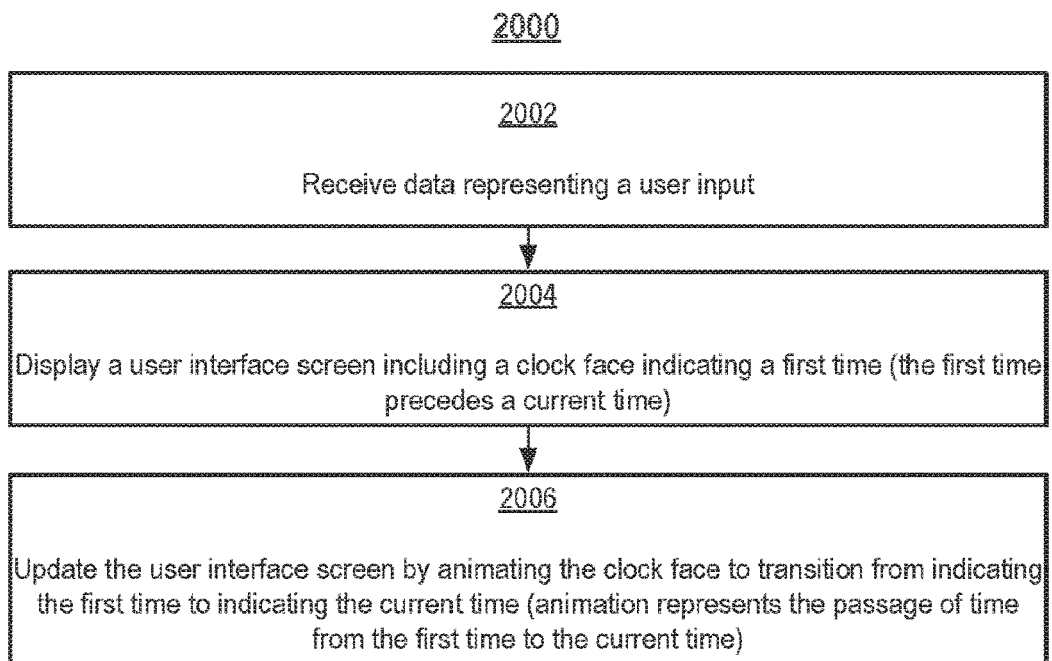 2000
2002
Receive data representing a user input
2004
Display a user interface screen including a clock face indicating a first time (the first time
precedes a current time)
2006
Update the user interface screen by animating the clock face to transition from indicating
the first time to indicating the current time (animation represents the passage of time
from the first time to the current time)